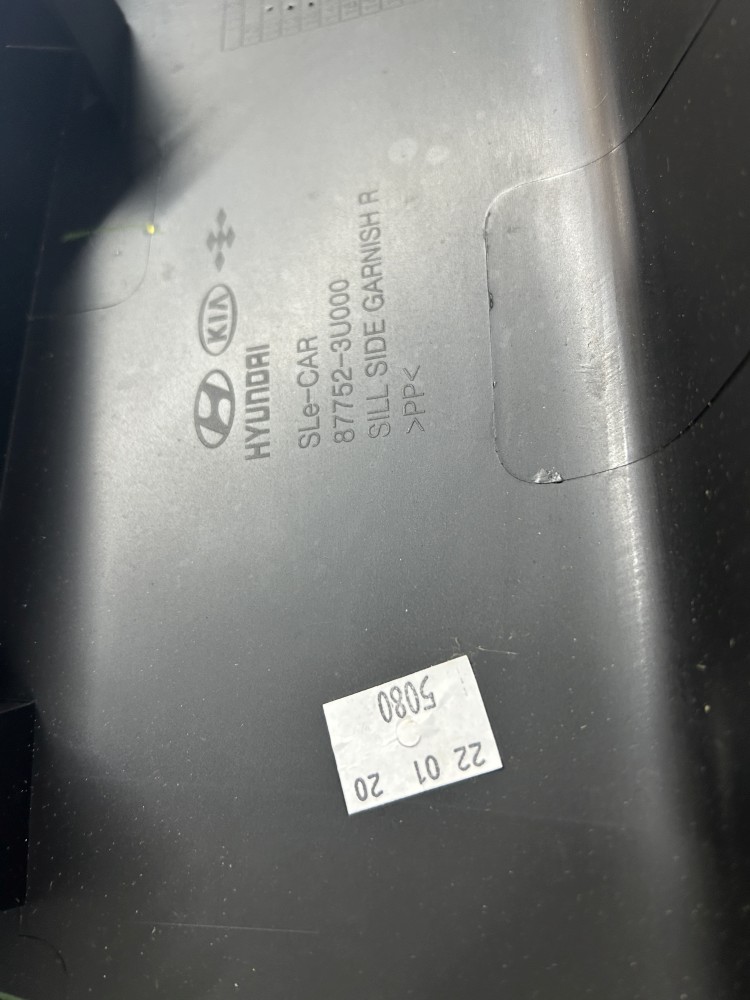 KIA
HYUNDAI
SLe-CAR
87752-3U000
SILL SIDE GARNISH R
>PP<
22 01 20
5080